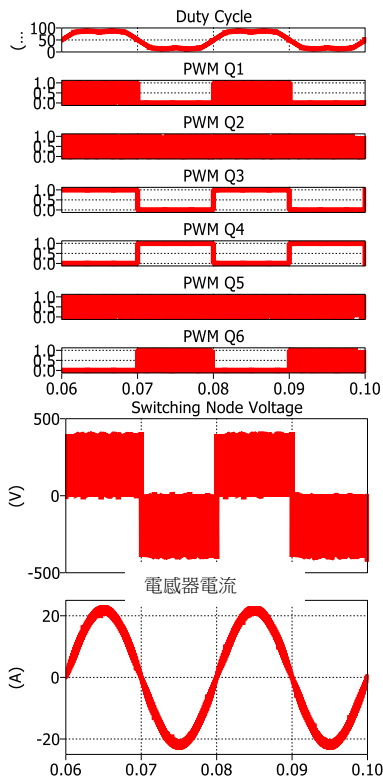 Duty Cycle
100
50
0
(...
PWM Q1
1.0
0.5
0.0
PWM Q2
1.0
0.5
0.0
PWM Q3
1.0
0.5
0.0
PWM Q4
1.0
0.5
0.0
PWM Q5
1.0
0.5
0.0
PWM Q6
1.0
0.5
0.0
0.06 0.07 0.08 0.09 0.10
Switching Node Voltage
500
0
-500
(V)
電感器電流
20
0
-20
(A)
0.06 0.07 0.08 0.09 0.10